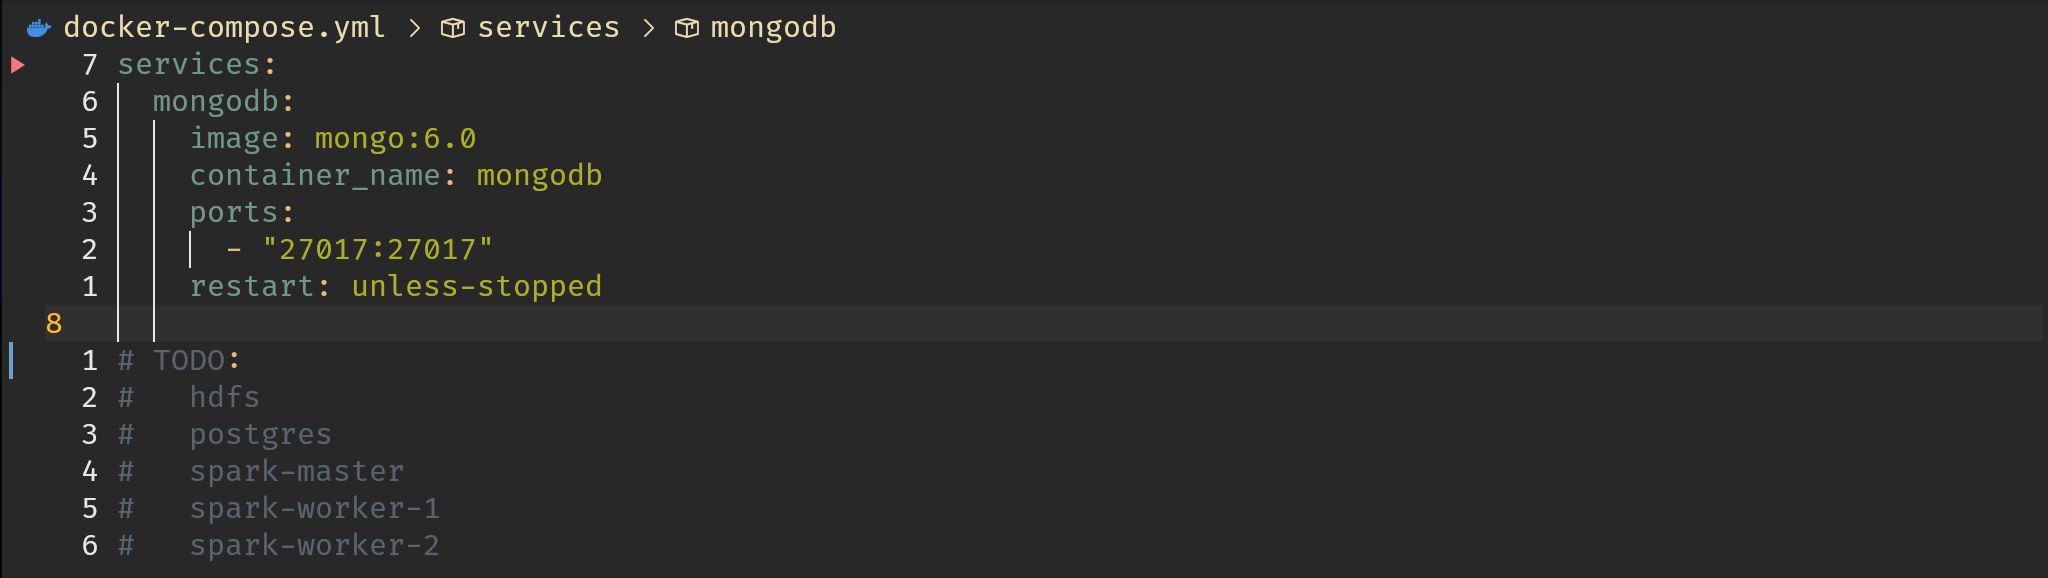 docker-compose.yml > services > mongodb
7 services:
6   mongodb:
5     image: mongo:6.0
4     container_name: mongodb
3     ports:
2       - "27017:27017"
1     restart: unless-stopped
8
1 # TODO:
2 #   hdfs
3 #   postgres
4 #   spark-master
5 #   spark-worker-1
6 #   spark-worker-2